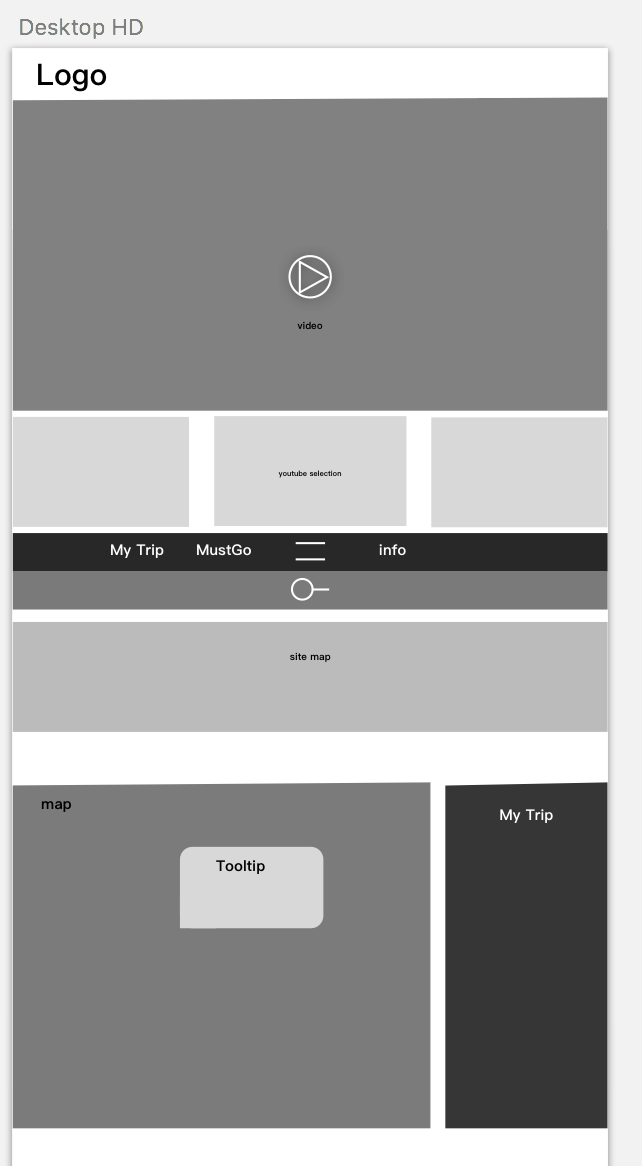 Desktop HD
Logo
video
youtube selection
My Trip MustGo info
site map
map
My Trip
Tooltip